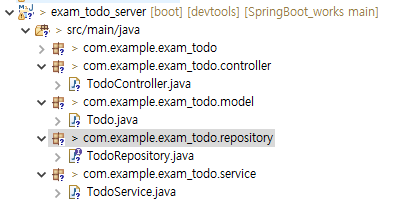 > exam_todo_server [boot] [devtools] [SpringBoot_works main]
> src/main/java
> com.example.exam_todo
> com.example.exam_todo.controller
> TodoController.java
> com.example.exam_todo.model
> Todo.java
> com.example.exam_todo.repository
> TodoRepository.java
> com.example.exam_todo.service
> TodoService.java